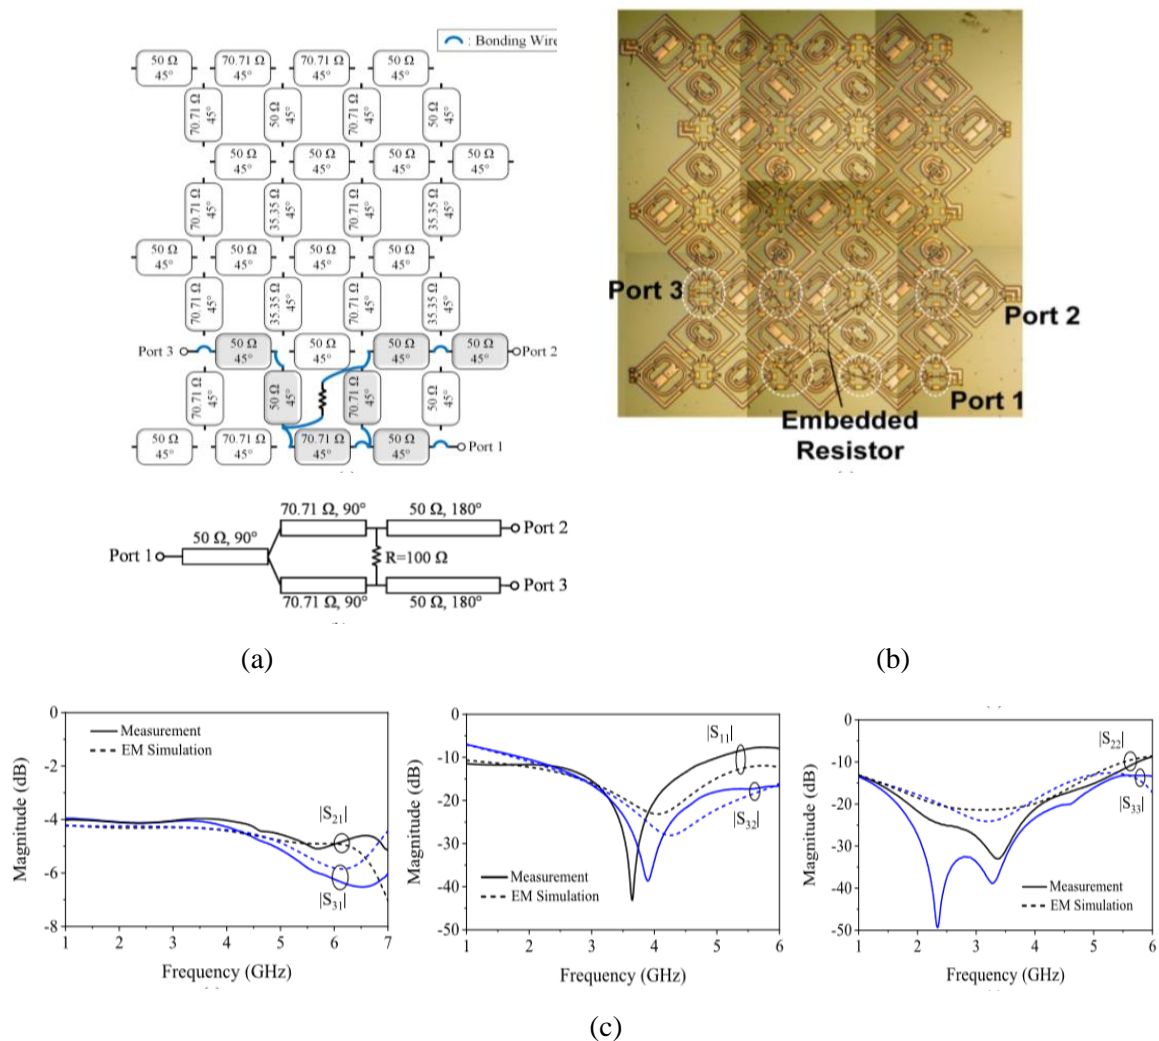 : Bonding Wire
50 Ω 70.71 Ω 70.71 Ω 50 Ω
45° 45° 45° 45°
70.71 Ω 45° 50 Ω 45° 70.71 Ω 45° 50 Ω 45°
50 Ω 50 Ω 50 Ω 50 Ω
45° 45° 45° 45°
70.71 Ω 45° 35.35 Ω 45° 70.71 Ω 45° 35.35 Ω 45°
50 Ω 50 Ω 50 Ω 50 Ω
45° 45° 45° 45°
70.71 Ω 45° 35.35 Ω 45° 70.71 Ω 45° 35.35 Ω 45°
Port 3 50 Ω 50 Ω 50 Ω 50 Ω Port 2
45° 45° 45° 45°
70.71 Ω 45° 50 Ω 45° 70.71 Ω 45° 50 Ω 45°
50 Ω 70.71 Ω 70.71 Ω 50 Ω Port 1
45° 45° 45° 45°
Port 3
Port 2
Port 1
Embedded
Resistor
70.71 Ω, 90° 50 Ω, 180°
Port 2
50 Ω, 90°
Port 1 R=100 Ω
Port 3
70.71 Ω, 90° 50 Ω, 180°
(a)
(b)
Magnitude (dB)
0
-2
-4
-6
-8
Measurement
EM Simulation
|S21|
|S31|
1 2 3 4 5 6 7
Frequency (GHz)
Magnitude (dB)
0
-10
-20
-30
-40
-50
|S11|
|S32|
Measurement
EM Simulation
1 2 3 4 5 6
Frequency (GHz)
Magnitude (dB)
0
-10
-20
-30
-40
-50
|S22|
|S33|
Measurement
EM Simulation
1 2 3 4 5 6
Frequency (GHz)
(c)